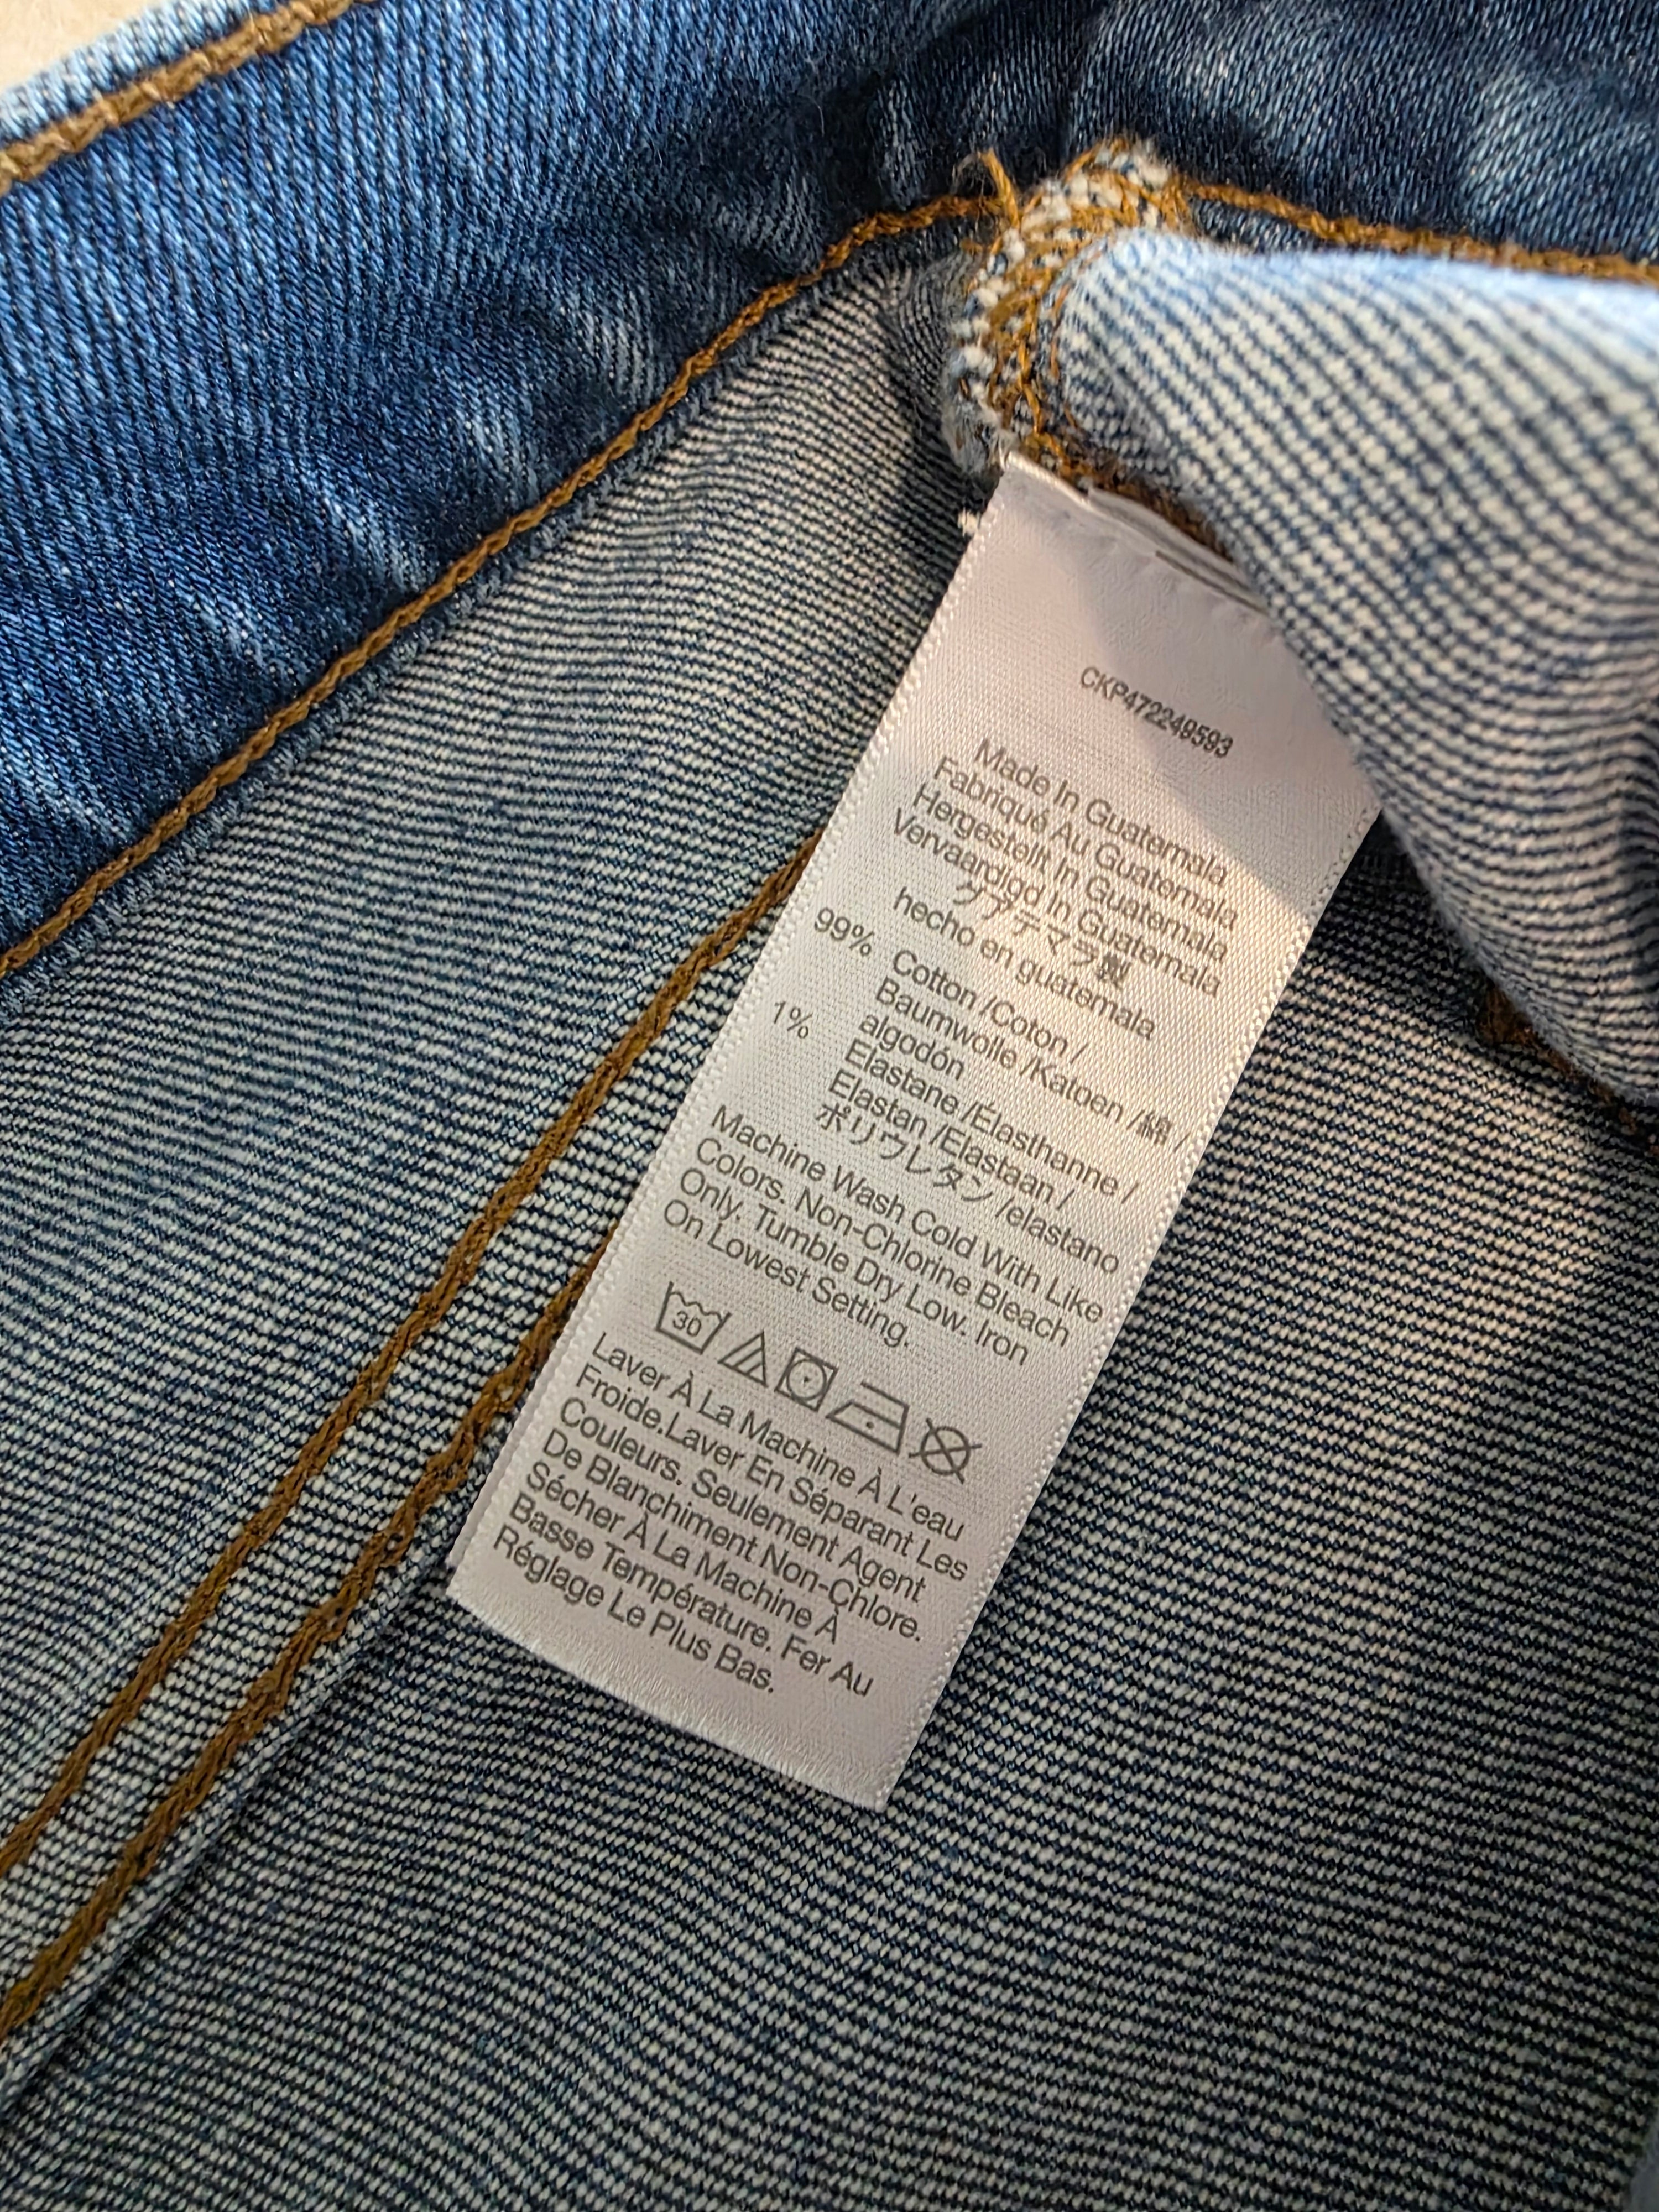 CKP472249593
Made In Guatemala
Fabriqué Au Guatemala
Hergestellt In Guatemala
Vervaardigd In Guatemala
グアテマラ製
hecho en guatemala
99% Cotton /Coton /
Baumwolle /Katoen /綿 /
algodón
1% Elastane /Élasthanne /
Elastan /Elastaan /
ポリウレタン /elastano
Machine Wash Cold With Like
Colors. Non-Chlorine Bleach
Only. Tumble Dry Low. Iron
On Lowest Setting.
30
Laver À La Machine À L'eau
Froide.Laver En Séparant Les
Couleurs. Seulement Agent
De Blanchiment Non-Chlore.
Sécher À La Machine À
Basse Température. Fer Au
Réglage Le Plus Bas.